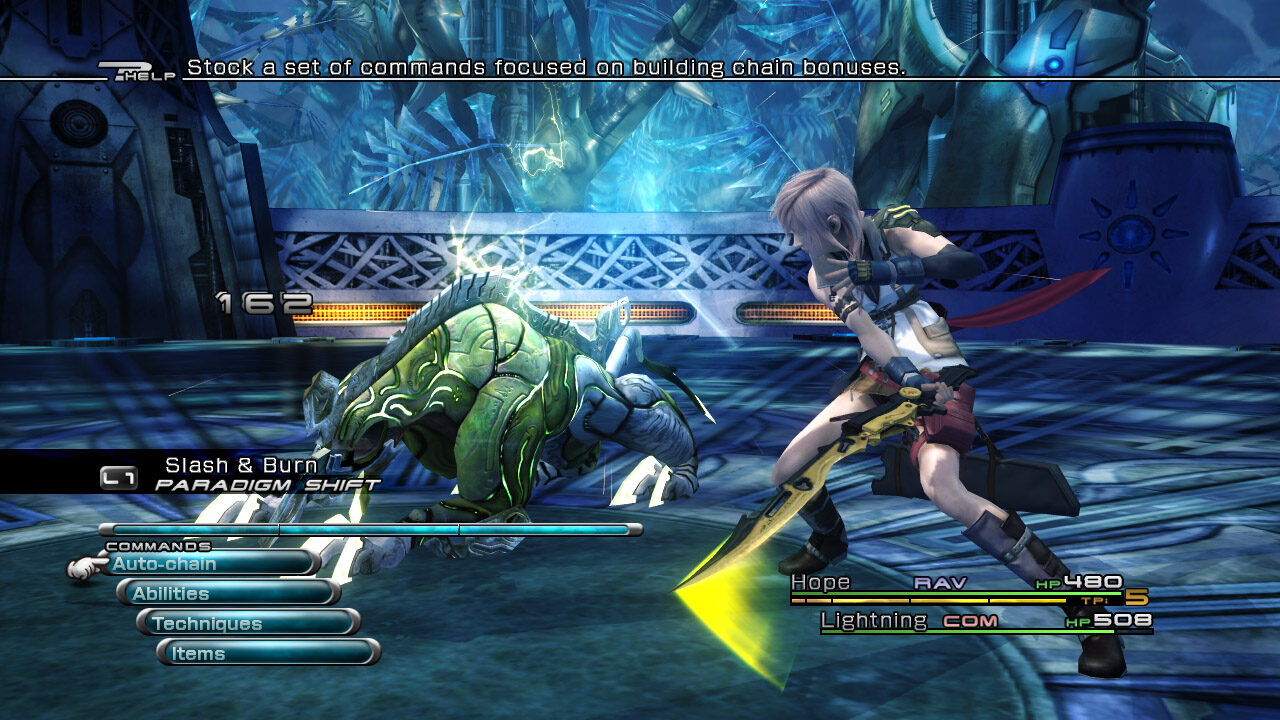 HELP Stock a set of commands focused on building chain bonuses.
162
L1 Slash & Burn
PARADIGM SHIFT
COMMANDS
Auto-chain
Abilities
Techniques
Items
Hope RAV HP 480
TP: 5
Lightning COM HP 508